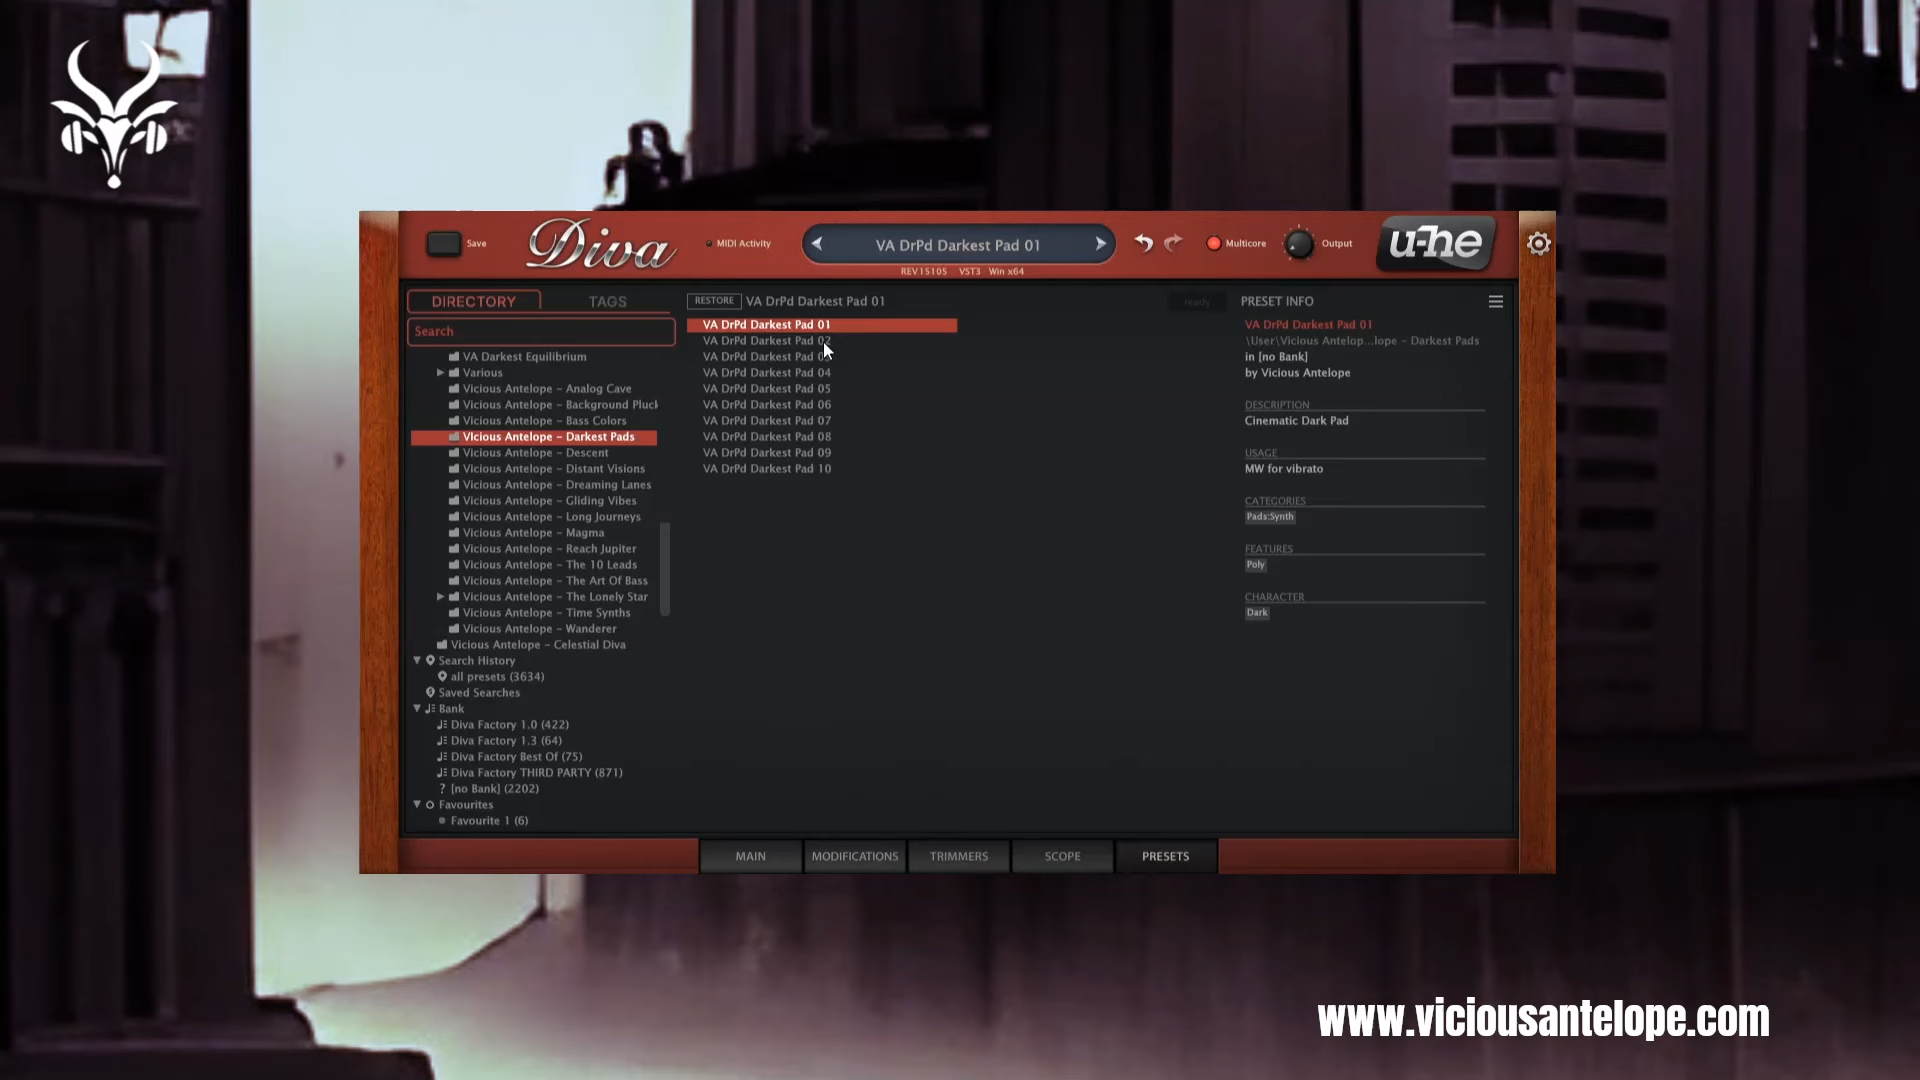 Save
Diva
MIDI Activity
VA DrPd Darkest Pad 01
Multicore
Output
u-he
REV15105 VST3 Win x64
DIRECTORY
TAGS
RESTORE
VA DrPd Darkest Pad 01
ready
PRESET INFO
Search
VA Darkest Equilibrium
Various
Vicious Antelope - Analog Cave
Vicious Antelope - Background Pluck
Vicious Antelope - Bass Colors
Vicious Antelope - Darkest Pads
Vicious Antelope - Descent
Vicious Antelope - Distant Visions
Vicious Antelope - Dreaming Lanes
Vicious Antelope - Gliding Vibes
Vicious Antelope - Long Journeys
Vicious Antelope - Magma
Vicious Antelope - Reach Jupiter
Vicious Antelope - The 10 Leads
Vicious Antelope - The Art Of Bass
Vicious Antelope - The Lonely Star
Vicious Antelope - Time Synths
Vicious Antelope - Wanderer
Vicious Antelope - Celestial Diva
Search History
all presets (3634)
Saved Searches
Bank
Diva Factory 1.0 (422)
Diva Factory 1.3 (64)
Diva Factory Best Of (75)
Diva Factory THIRD PARTY (871)
? [no Bank] (2202)
Favourites
Favourite 1 (6)
VA DrPd Darkest Pad 01
VA DrPd Darkest Pad 02
VA DrPd Darkest Pad
VA DrPd Darkest Pad 04
VA DrPd Darkest Pad 05
VA DrPd Darkest Pad 06
VA DrPd Darkest Pad 07
VA DrPd Darkest Pad 08
VA DrPd Darkest Pad 09
VA DrPd Darkest Pad 10
VA DrPd Darkest Pad 01
\User\Vicious Antelop...lope - Darkest Pads
in [no Bank]
by Vicious Antelope
DESCRIPTION
Cinematic Dark Pad
USAGE
MW for vibrato
CATEGORIES
Pads:Synth
FEATURES
Poly
CHARACTER
Dark
MAIN
MODIFICATIONS
TRIMMERS
SCOPE
PRESETS
www.viciousantelope.com